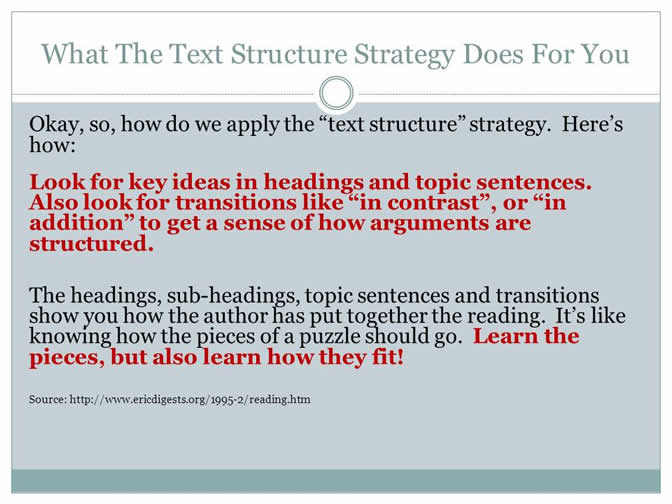 What The Text Structure Strategy Does For You
Okay, so, how do we apply the “text structure” strategy.  Here’s
how:
Look for key ideas in headings and topic sentences.
Also look for transitions like “in contrast”, or “in
addition” to get a sense of how arguments are
structured.
The headings, sub-headings, topic sentences and transitions
show you how the author has put together the reading.  It’s like
knowing how the pieces of a puzzle should go.  Learn the
pieces, but also learn how they fit!
Source: http://www.ericdigests.org/1995-2/reading.htm